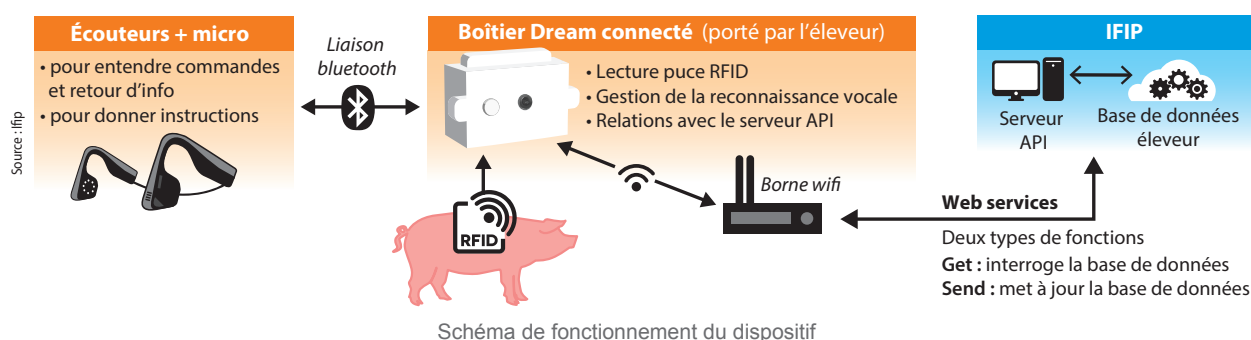 Écouteurs + micro
• pour entendre commandes
et retour d'info
• pour donner instructions
Source : Ifip
Liaison
bluetooth
Boîtier Dream connecté (porté par l'éleveur)
• Lecture puce RFID
• Gestion de la reconnaissance vocale
• Relations avec le serveur API
RFID
Borne wifi
IFIP
Serveur
API
Base de données
éleveur
Web services
Deux types de fonctions
Get : interroge la base de données
Send : met à jour la base de données
Schéma de fonctionnement du dispositif